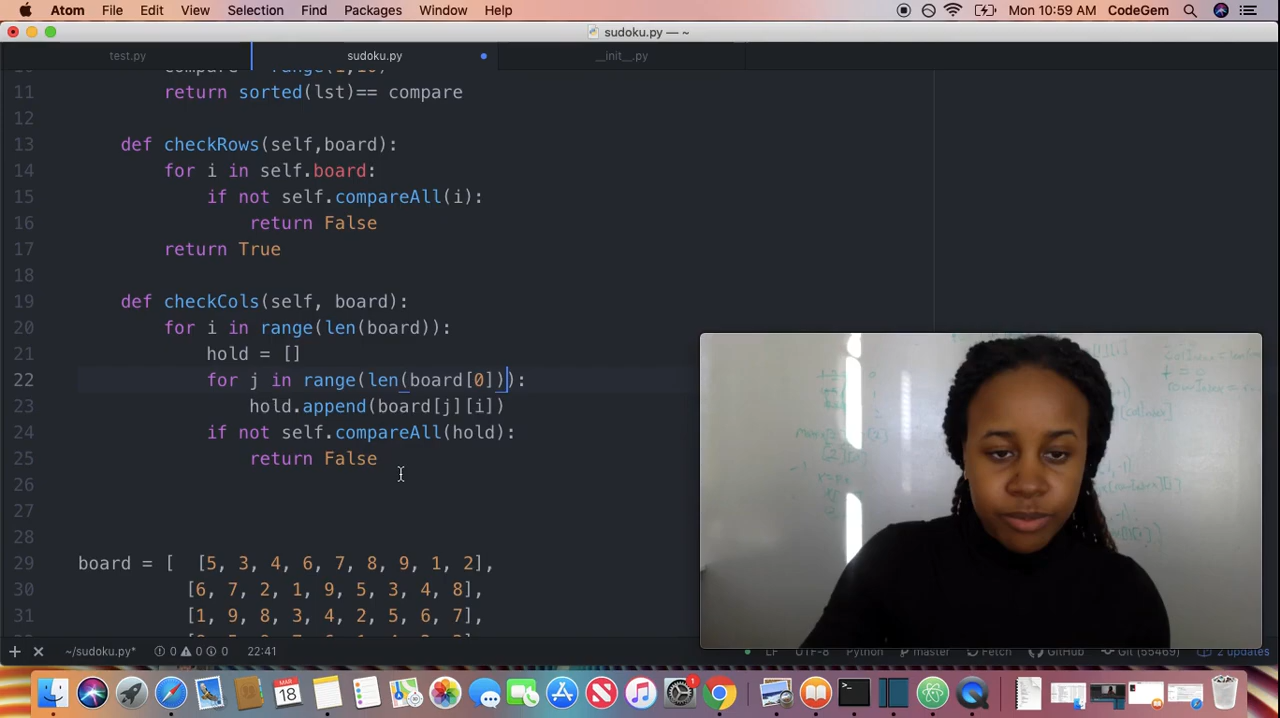 Atom File Edit View Selection Find Packages Window Help Mon 10:59 AM CodeGem
sudoku.py — ~
test.py sudoku.py __init__.py
11 return sorted(lst)== compare
12
13 def checkRows(self,board):
14 for i in self.board:
15 if not self.compareAll(i):
16 return False
17 return True
18
19 def checkCols(self, board):
20 for i in range(len(board)):
21 hold = []
22 for j in range(len(board[0])):
23 hold.append(board[j][i])
24 if not self.compareAll(hold):
25 return False
26
27
28
29 board = [ [5, 3, 4, 6, 7, 8, 9, 1, 2],
30 [6, 7, 2, 1, 9, 5, 3, 4, 8],
31 [1, 9, 8, 3, 4, 2, 5, 6, 7],
~/sudoku.py* 0 0 0 22:41 LF UTF-8 Python master Fetch GitHub Git (55469) 2 updates
MAR
18